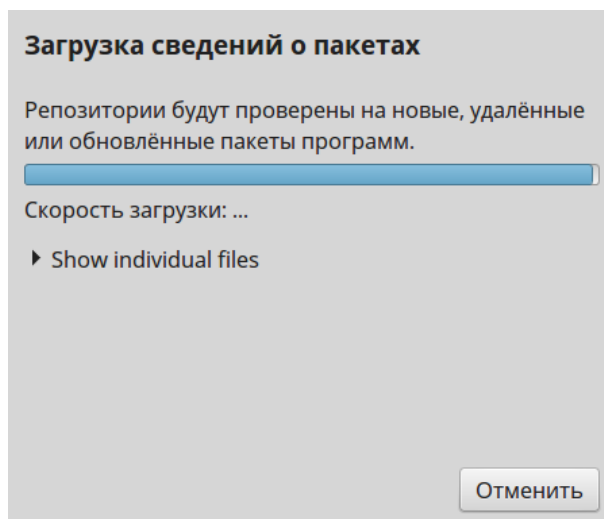 Загрузка сведений о пакетах
Репозитории будут проверены на новые, удалённые
или обновлённые пакеты программ.
Скорость загрузки: ...
Show individual files
Отменить